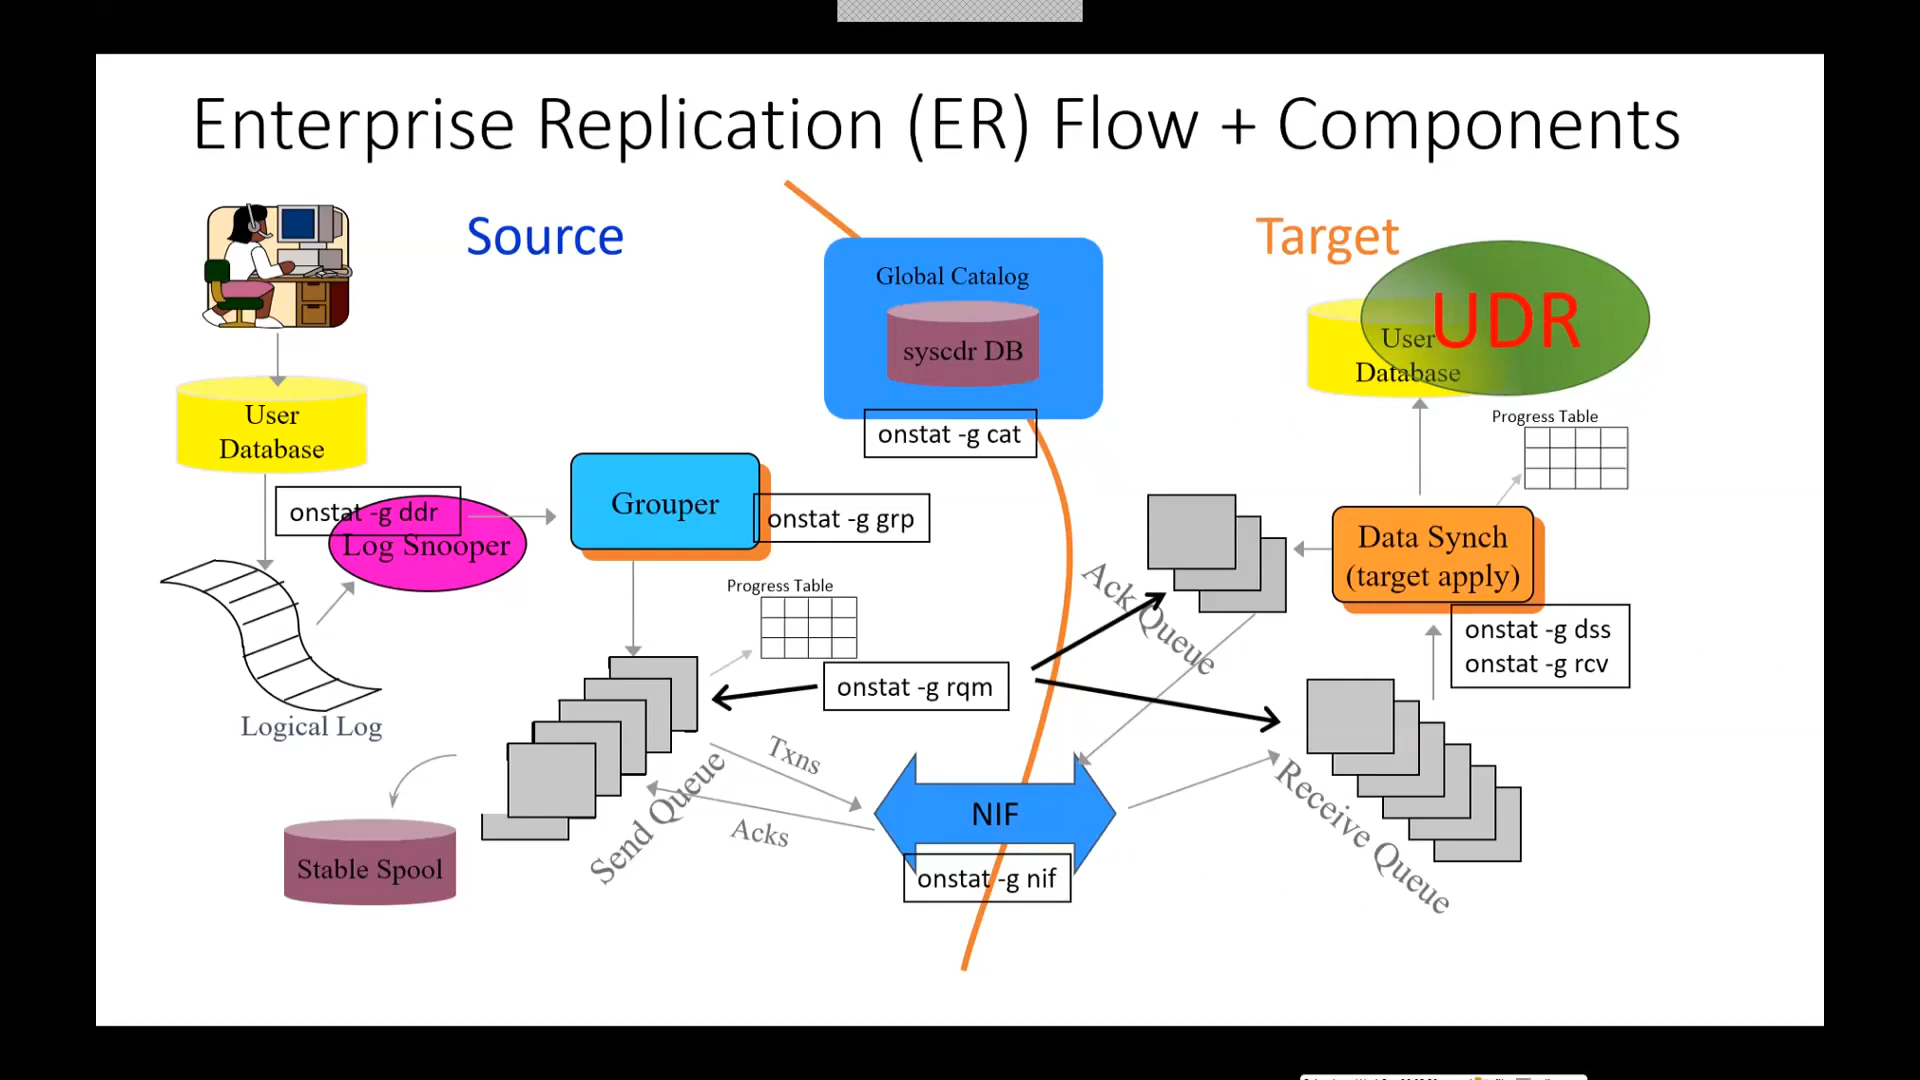 Enterprise Replication (ER) Flow + Components
Source
Target
Global Catalog
syscdr DB
onstat -g cat
UDR
User
Database
Progress Table
User
Database
onstat -g ddr
Log Snooper
Grouper
onstat -g grp
Data Synch
(target apply)
onstat -g dss
onstat -g rcv
Ack Queue
Progress Table
onstat -g rqm
Logical Log
Txns
Acks
Send Queue
NIF
onstat -g nif
Receive Queue
Stable Spool